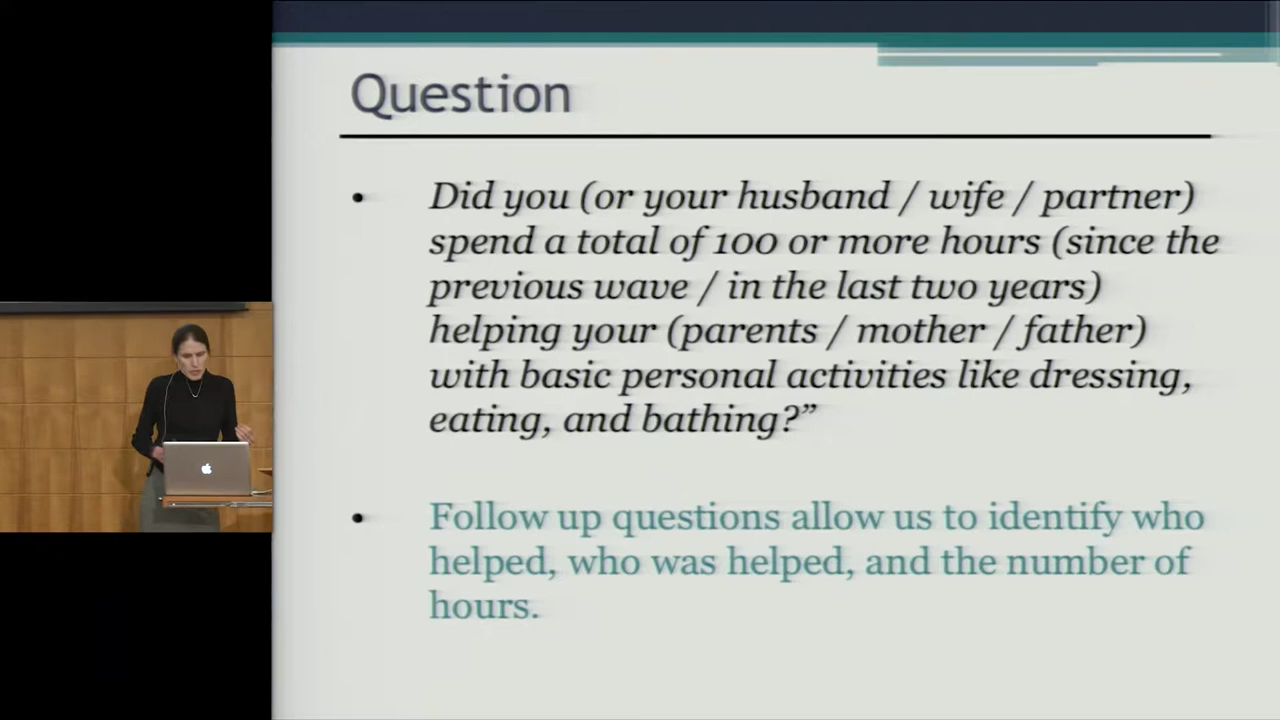 Question
• Did you (or your husband / wife / partner)
spend a total of 100 or more hours (since the
previous wave / in the last two years)
helping your (parents / mother / father)
with basic personal activities like dressing,
eating, and bathing?”
• Follow up questions allow us to identify who
helped, who was helped, and the number of
hours.